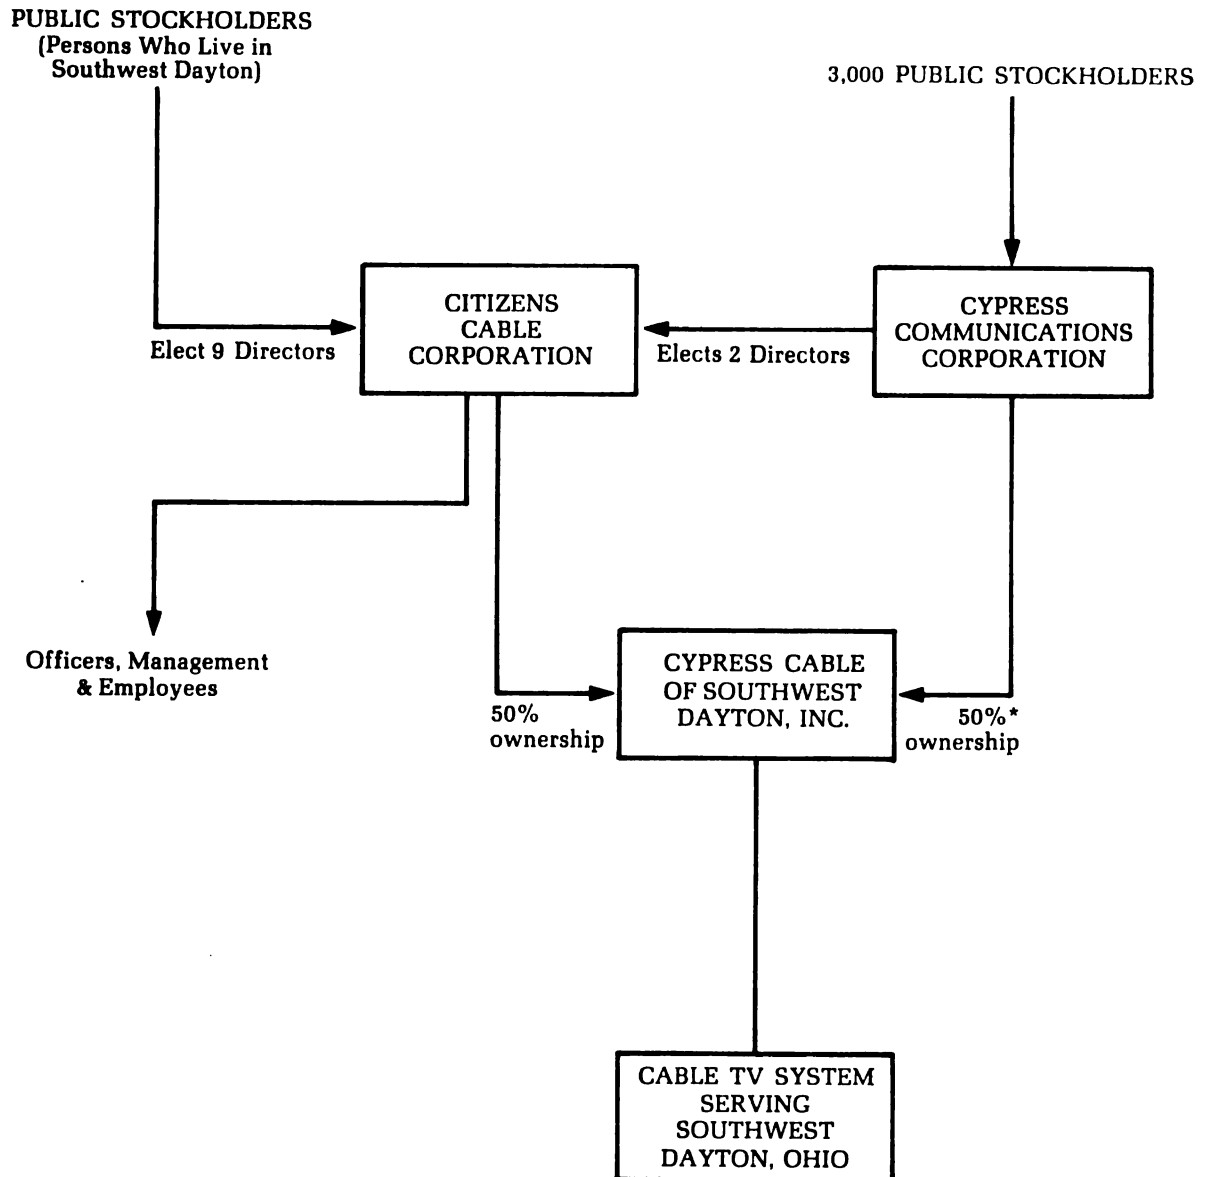 PUBLIC STOCKHOLDERS
(Persons Who Live in
Southwest Dayton)
3,000 PUBLIC STOCKHOLDERS
CITIZENS
CABLE
CORPORATION
CYPRESS
COMMUNICATIONS
CORPORATION
Elect 9 Directors
Elects 2 Directors
Officers, Management
& Employees
CYPRESS CABLE
OF SOUTHWEST
DAYTON, INC.
50%
ownership
50%*
ownership
CABLE TV SYSTEM
SERVING
SOUTHWEST
DAYTON, OHIO